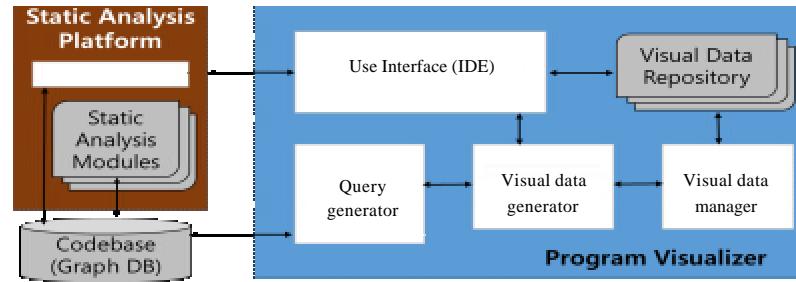 Static Analysis
Platform
Static
Analysis
Modules
Codebase
(Graph DB)
Use Interface (IDE)
Visual Data
Repository
Query
generator
Visual data
generator
Visual data
manager
Program Visualizer